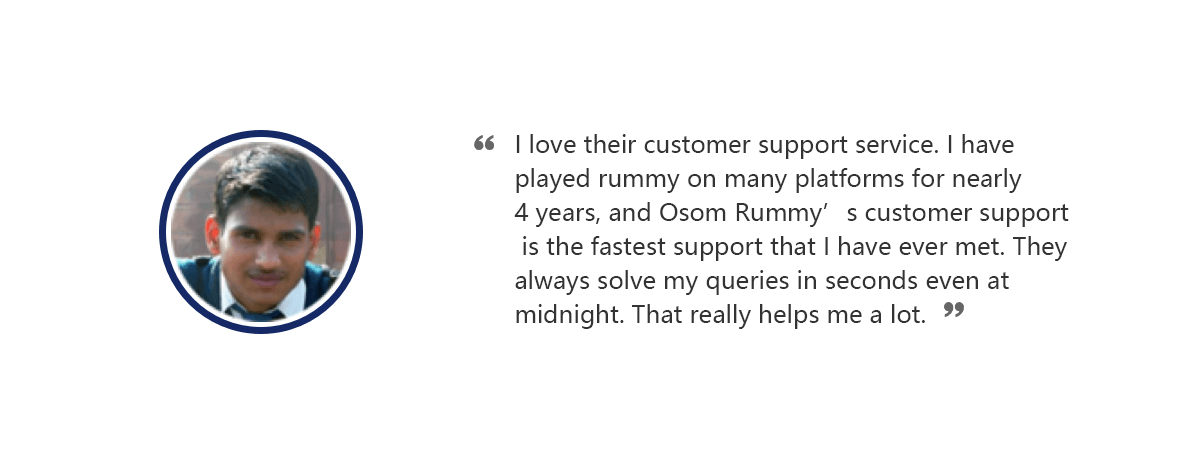 “ I love their customer support service. I have
played rummy on many platforms for nearly
4 years, and Osom Rummy’ s customer support
is the fastest support that I have ever met. They
always solve my queries in seconds even at
midnight. That really helps me a lot. ”